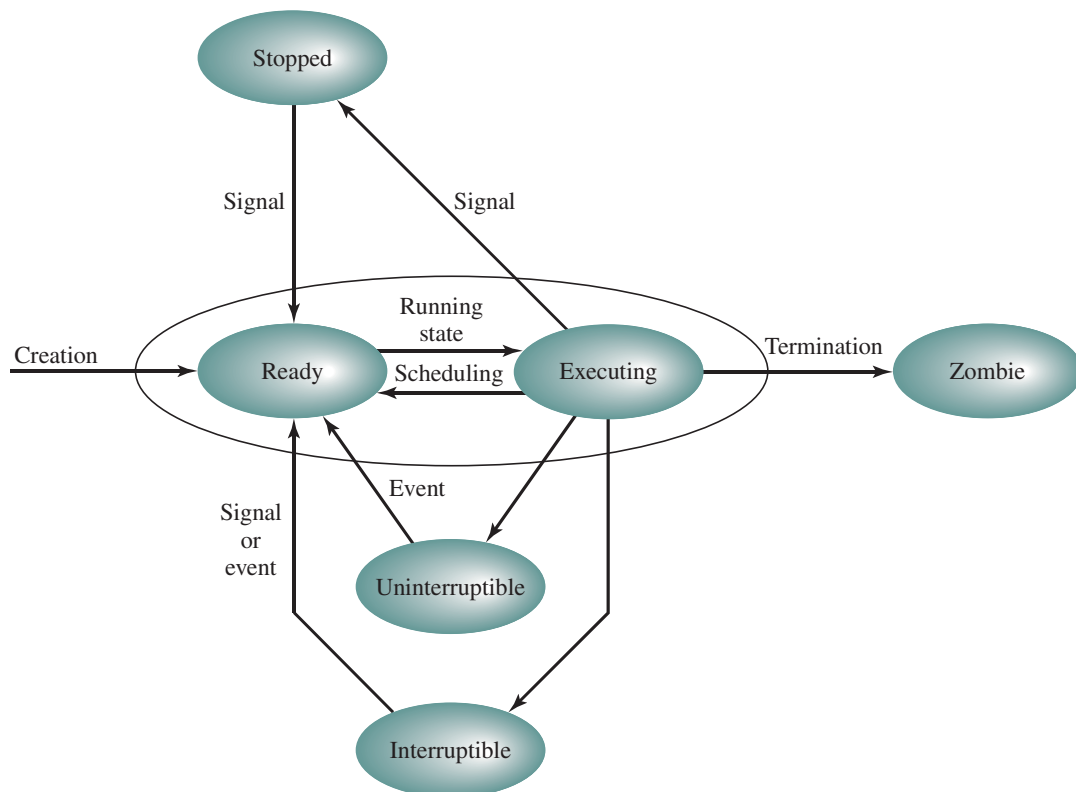 Stopped
Signal
Signal
Running
state
Creation
Ready
Scheduling
Executing
Termination
Zombie
Event
Signal
or
event
Uninterruptible
Interruptible